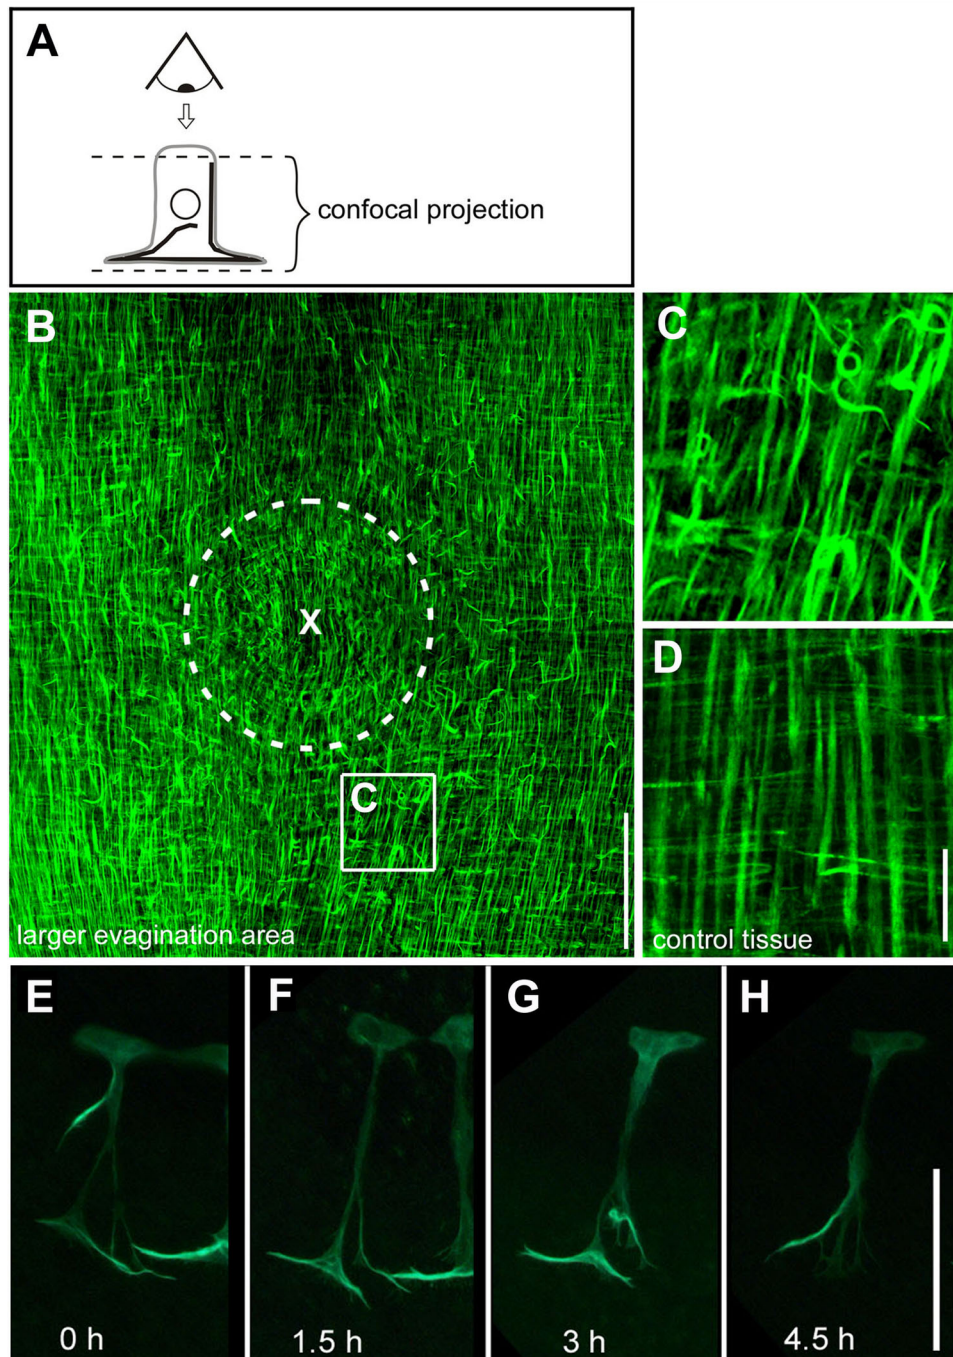 A
confocal projection
B
C
X
C
larger evagination area
D
control tissue
E
F
G
H
0 h
1.5 h
3 h
4.5 h